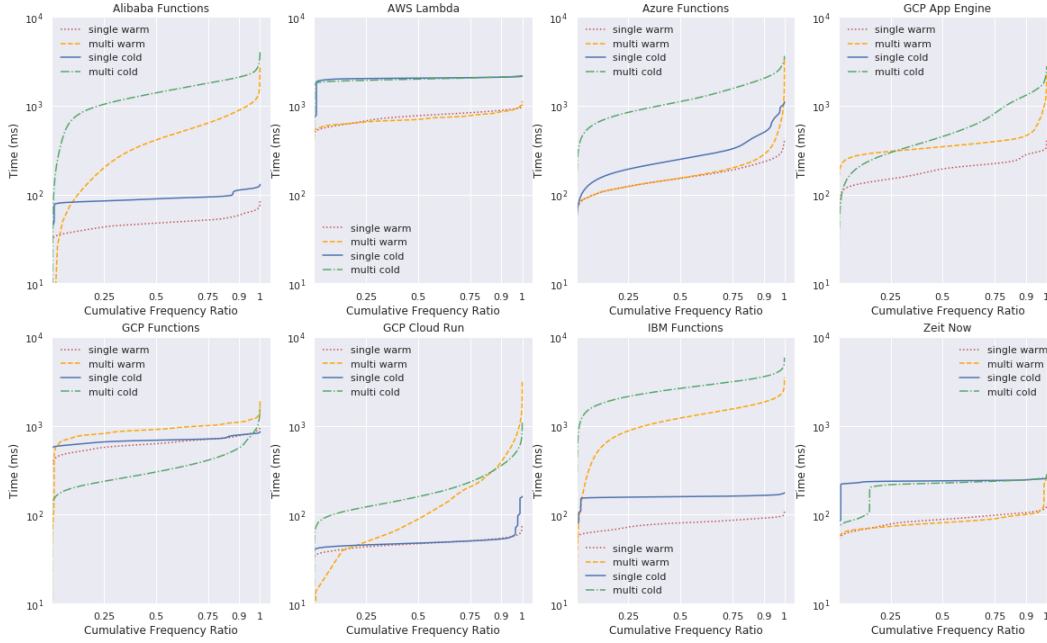 Alibaba Functions
10^4
10^3
10^2
10^1
Time (ms)
single warm
multi warm
single cold
multi cold
0.25 0.5 0.75 0.9 1
Cumulative Frequency Ratio
AWS Lambda
10^4
10^3
10^2
10^1
Time (ms)
single warm
multi warm
single cold
multi cold
0.25 0.5 0.75 0.9 1
Cumulative Frequency Ratio
Azure Functions
10^4
10^3
10^2
10^1
Time (ms)
single warm
multi warm
single cold
multi cold
0.25 0.5 0.75 0.9 1
Cumulative Frequency Ratio
GCP App Engine
10^4
10^3
10^2
10^1
Time (ms)
single warm
multi warm
single cold
multi cold
0.25 0.5 0.75 0.9 1
Cumulative Frequency Ratio
GCP Functions
10^4
10^3
10^2
10^1
Time (ms)
single warm
multi warm
single cold
multi cold
0.25 0.5 0.75 0.9 1
Cumulative Frequency Ratio
GCP Cloud Run
10^4
10^3
10^2
10^1
Time (ms)
single warm
multi warm
single cold
multi cold
0.25 0.5 0.75 0.9 1
Cumulative Frequency Ratio
IBM Functions
10^4
10^3
10^2
10^1
Time (ms)
single warm
multi warm
single cold
multi cold
0.25 0.5 0.75 0.9 1
Cumulative Frequency Ratio
Zeit Now
10^4
10^3
10^2
10^1
Time (ms)
single warm
multi warm
single cold
multi cold
0.25 0.5 0.75 0.9 1
Cumulative Frequency Ratio